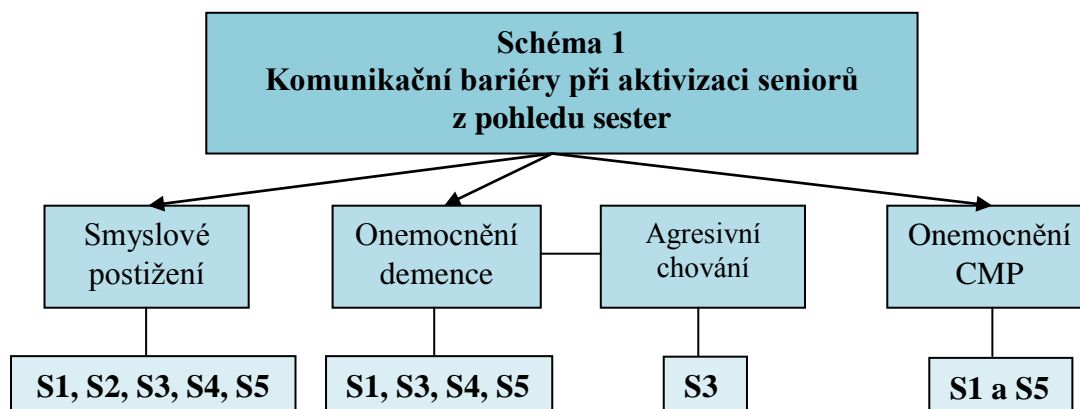 Schéma 1
Komunikační bariéry při aktivizaci seniorů
z pohledu sester
Smyslové
postižení
Onemocnění
demence
Agresivní
chování
Onemocnění
CMP
S1, S2, S3, S4, S5
S1, S3, S4, S5
S3
S1 a S5